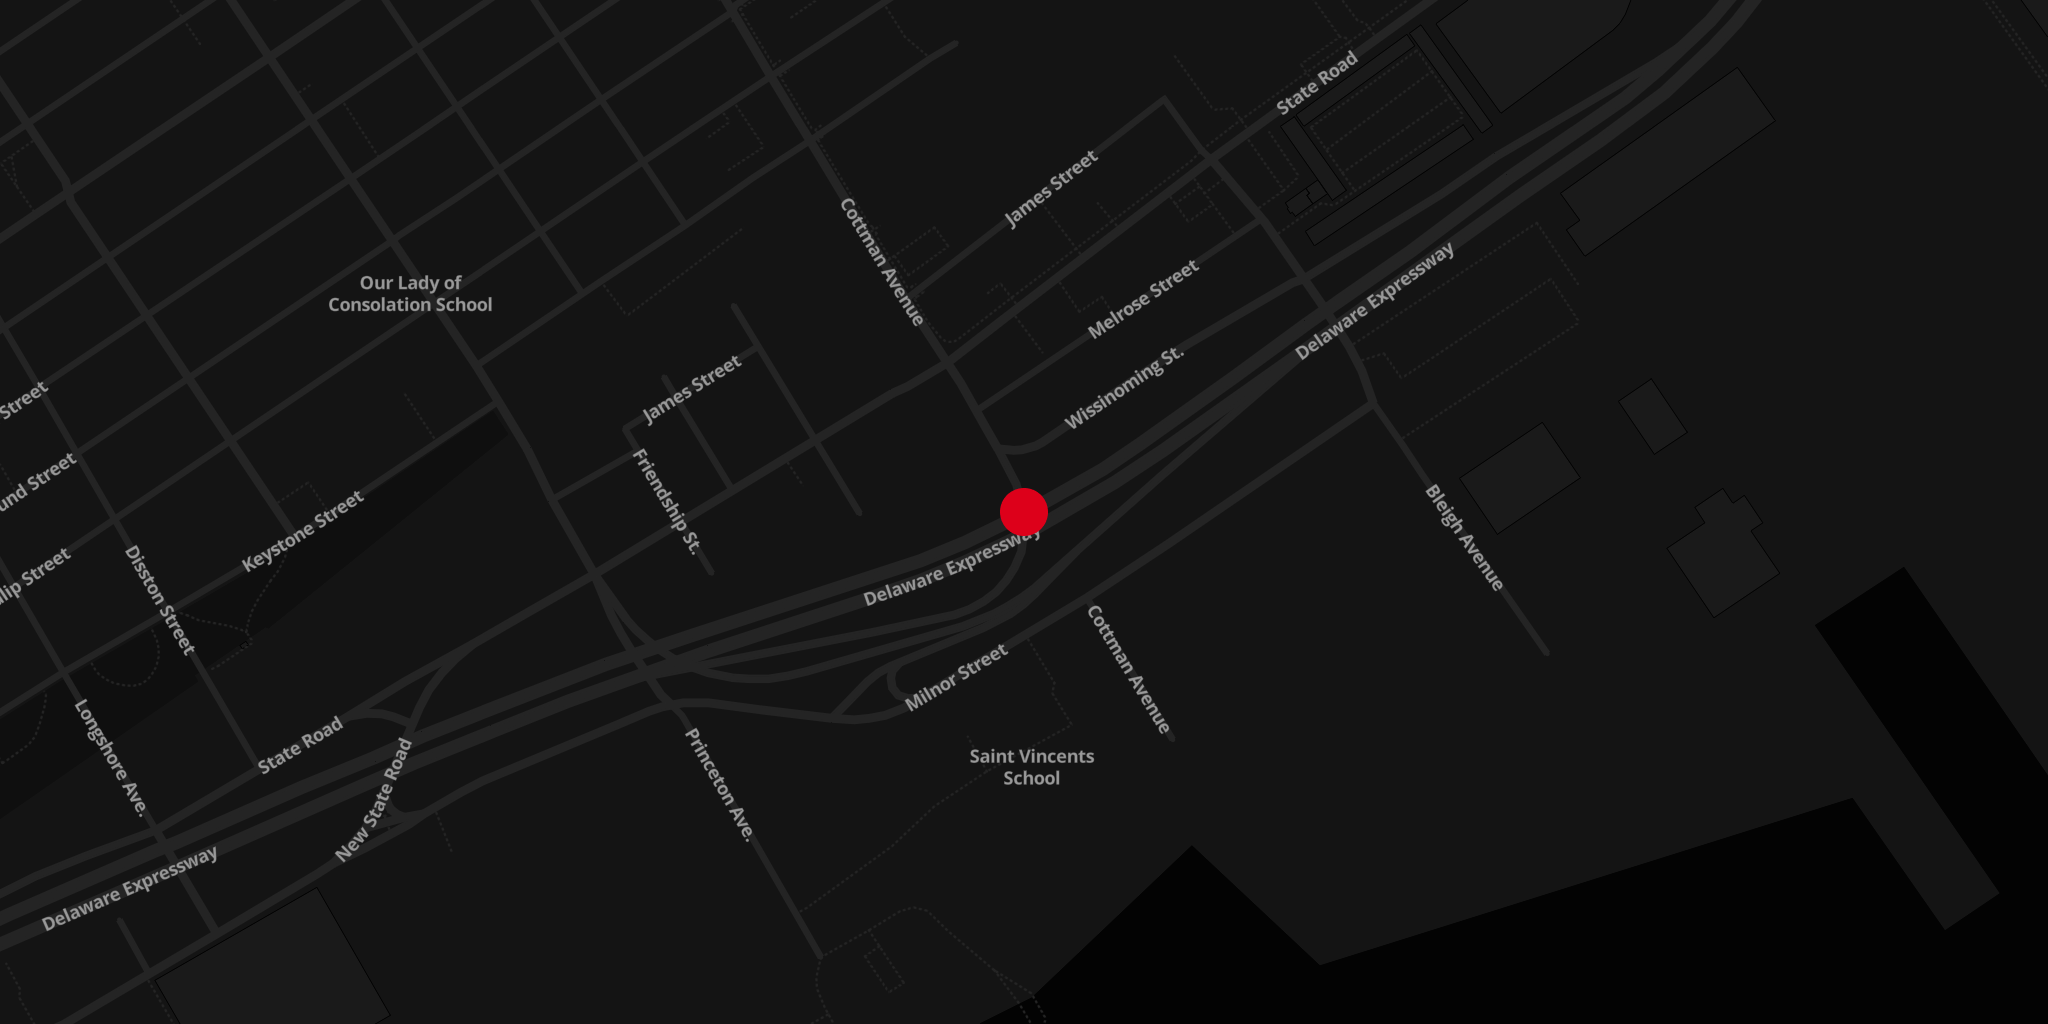 State Road
James Street
Cottman Avenue
Our Lady of
Consolation School
Melrose Street
Delaware Expressway
Wissinoming St.
James Street
Street
Friendship St.
Street
Keystone Street
Bleigh Avenue
Delaware Expressway
Disston Street
Street
Cottman Avenue
Milnor Street
Longshore Ave.
State Road
New State Road
Princeton Ave.
Saint Vincents
School
Delaware Expressway